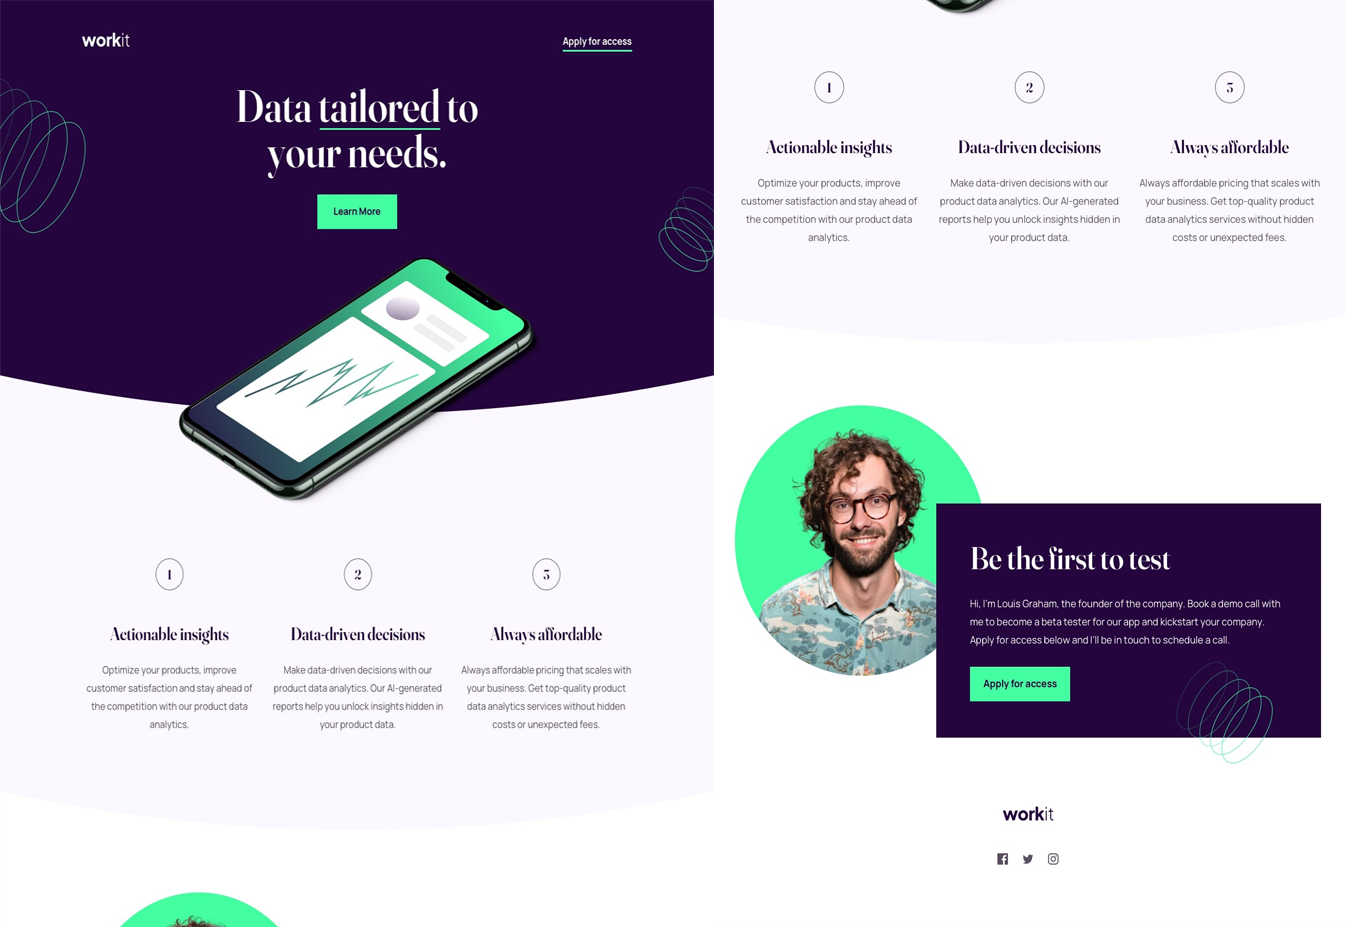 workit
Apply for access
Data tailored to
your needs.
Learn More
1
2
3
Actionable insights
Data-driven decisions
Always affordable
Optimize your products, improve
customer satisfaction and stay ahead of
the competition with our product data
analytics.
Make data-driven decisions with our
product data analytics. Our AI-generated
reports help you unlock insights hidden in
your product data.
Always affordable pricing that scales with
your business. Get top-quality product
data analytics services without hidden
costs or unexpected fees.
1
2
3
Actionable insights
Data-driven decisions
Always affordable
Optimize your products, improve
customer satisfaction and stay ahead of
the competition with our product data
analytics.
Make data-driven decisions with our
product data analytics. Our AI-generated
reports help you unlock insights hidden in
your product data.
Always affordable pricing that scales with
your business. Get top-quality product
data analytics services without hidden
costs or unexpected fees.
Be the first to test
Hi, I'm Louis Graham, the founder of the company. Book a demo call with
me to become a beta tester for our app and kickstart your company.
Apply for access below and I'll be in touch to schedule a call.
Apply for access
workit